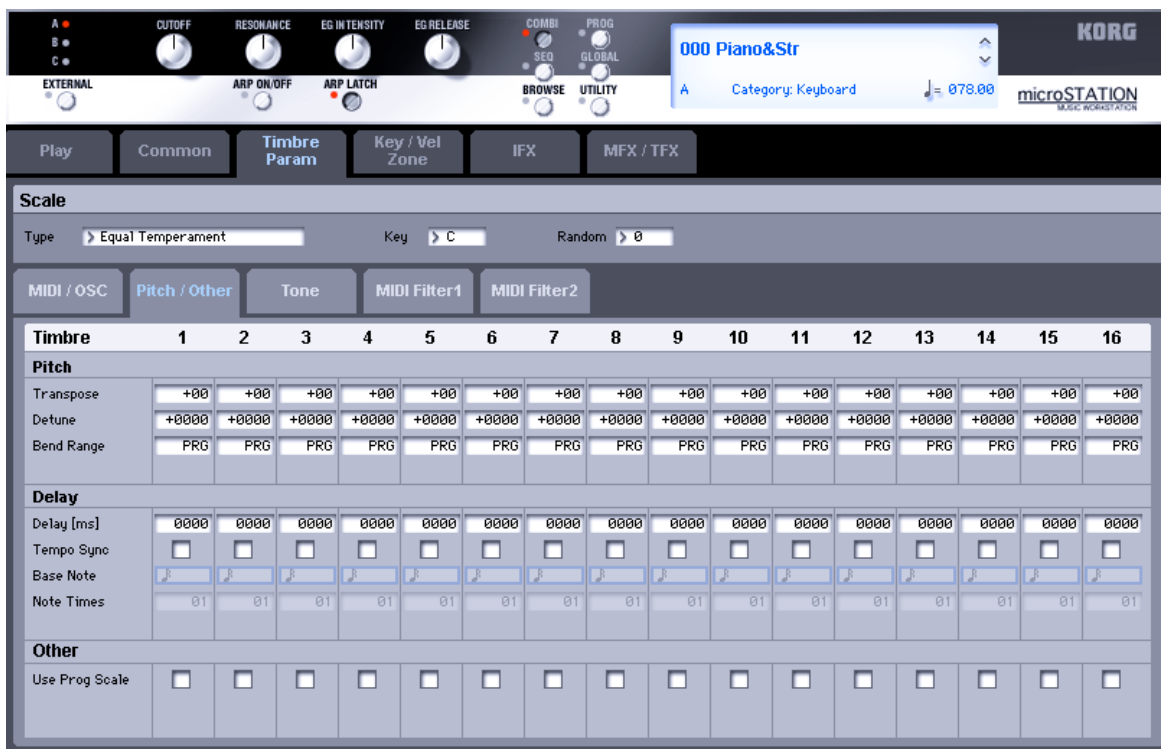 A CUTOFF RESONANCE EG INTENSITY EG RELEASE COMBI PROG KORG
B
C SEQ GLOBAL
000 Piano&Str
EXTERNAL ARP ON/OFF ARP LATCH BROWSE UTILITY
A Category: Keyboard ♩= 078.00
microSTATION
MUSIC WORKSTATION
Play Common Timbre Param Key / Vel Zone IFX MFX / TFX
Scale
Type Equal Temperament Key C Random 0
MIDI / OSC Pitch / Other Tone MIDI Filter1 MIDI Filter2
Timbre 1 2 3 4 5 6 7 8 9 10 11 12 13 14 15 16
Pitch
Transpose +00 +00 +00 +00 +00 +00 +00 +00 +00 +00 +00 +00 +00 +00 +00 +00
Detune +0000 +0000 +0000 +0000 +0000 +0000 +0000 +0000 +0000 +0000 +0000 +0000 +0000 +0000 +0000 +0000
Bend Range PRG PRG PRG PRG PRG PRG PRG PRG PRG PRG PRG PRG PRG PRG PRG PRG
Delay
Delay [ms] 0000 0000 0000 0000 0000 0000 0000 0000 0000 0000 0000 0000 0000 0000 0000 0000
Tempo Sync
Base Note
Note Times 01 01 01 01 01 01 01 01 01 01 01 01 01 01 01 01
Other
Use Prog Scale